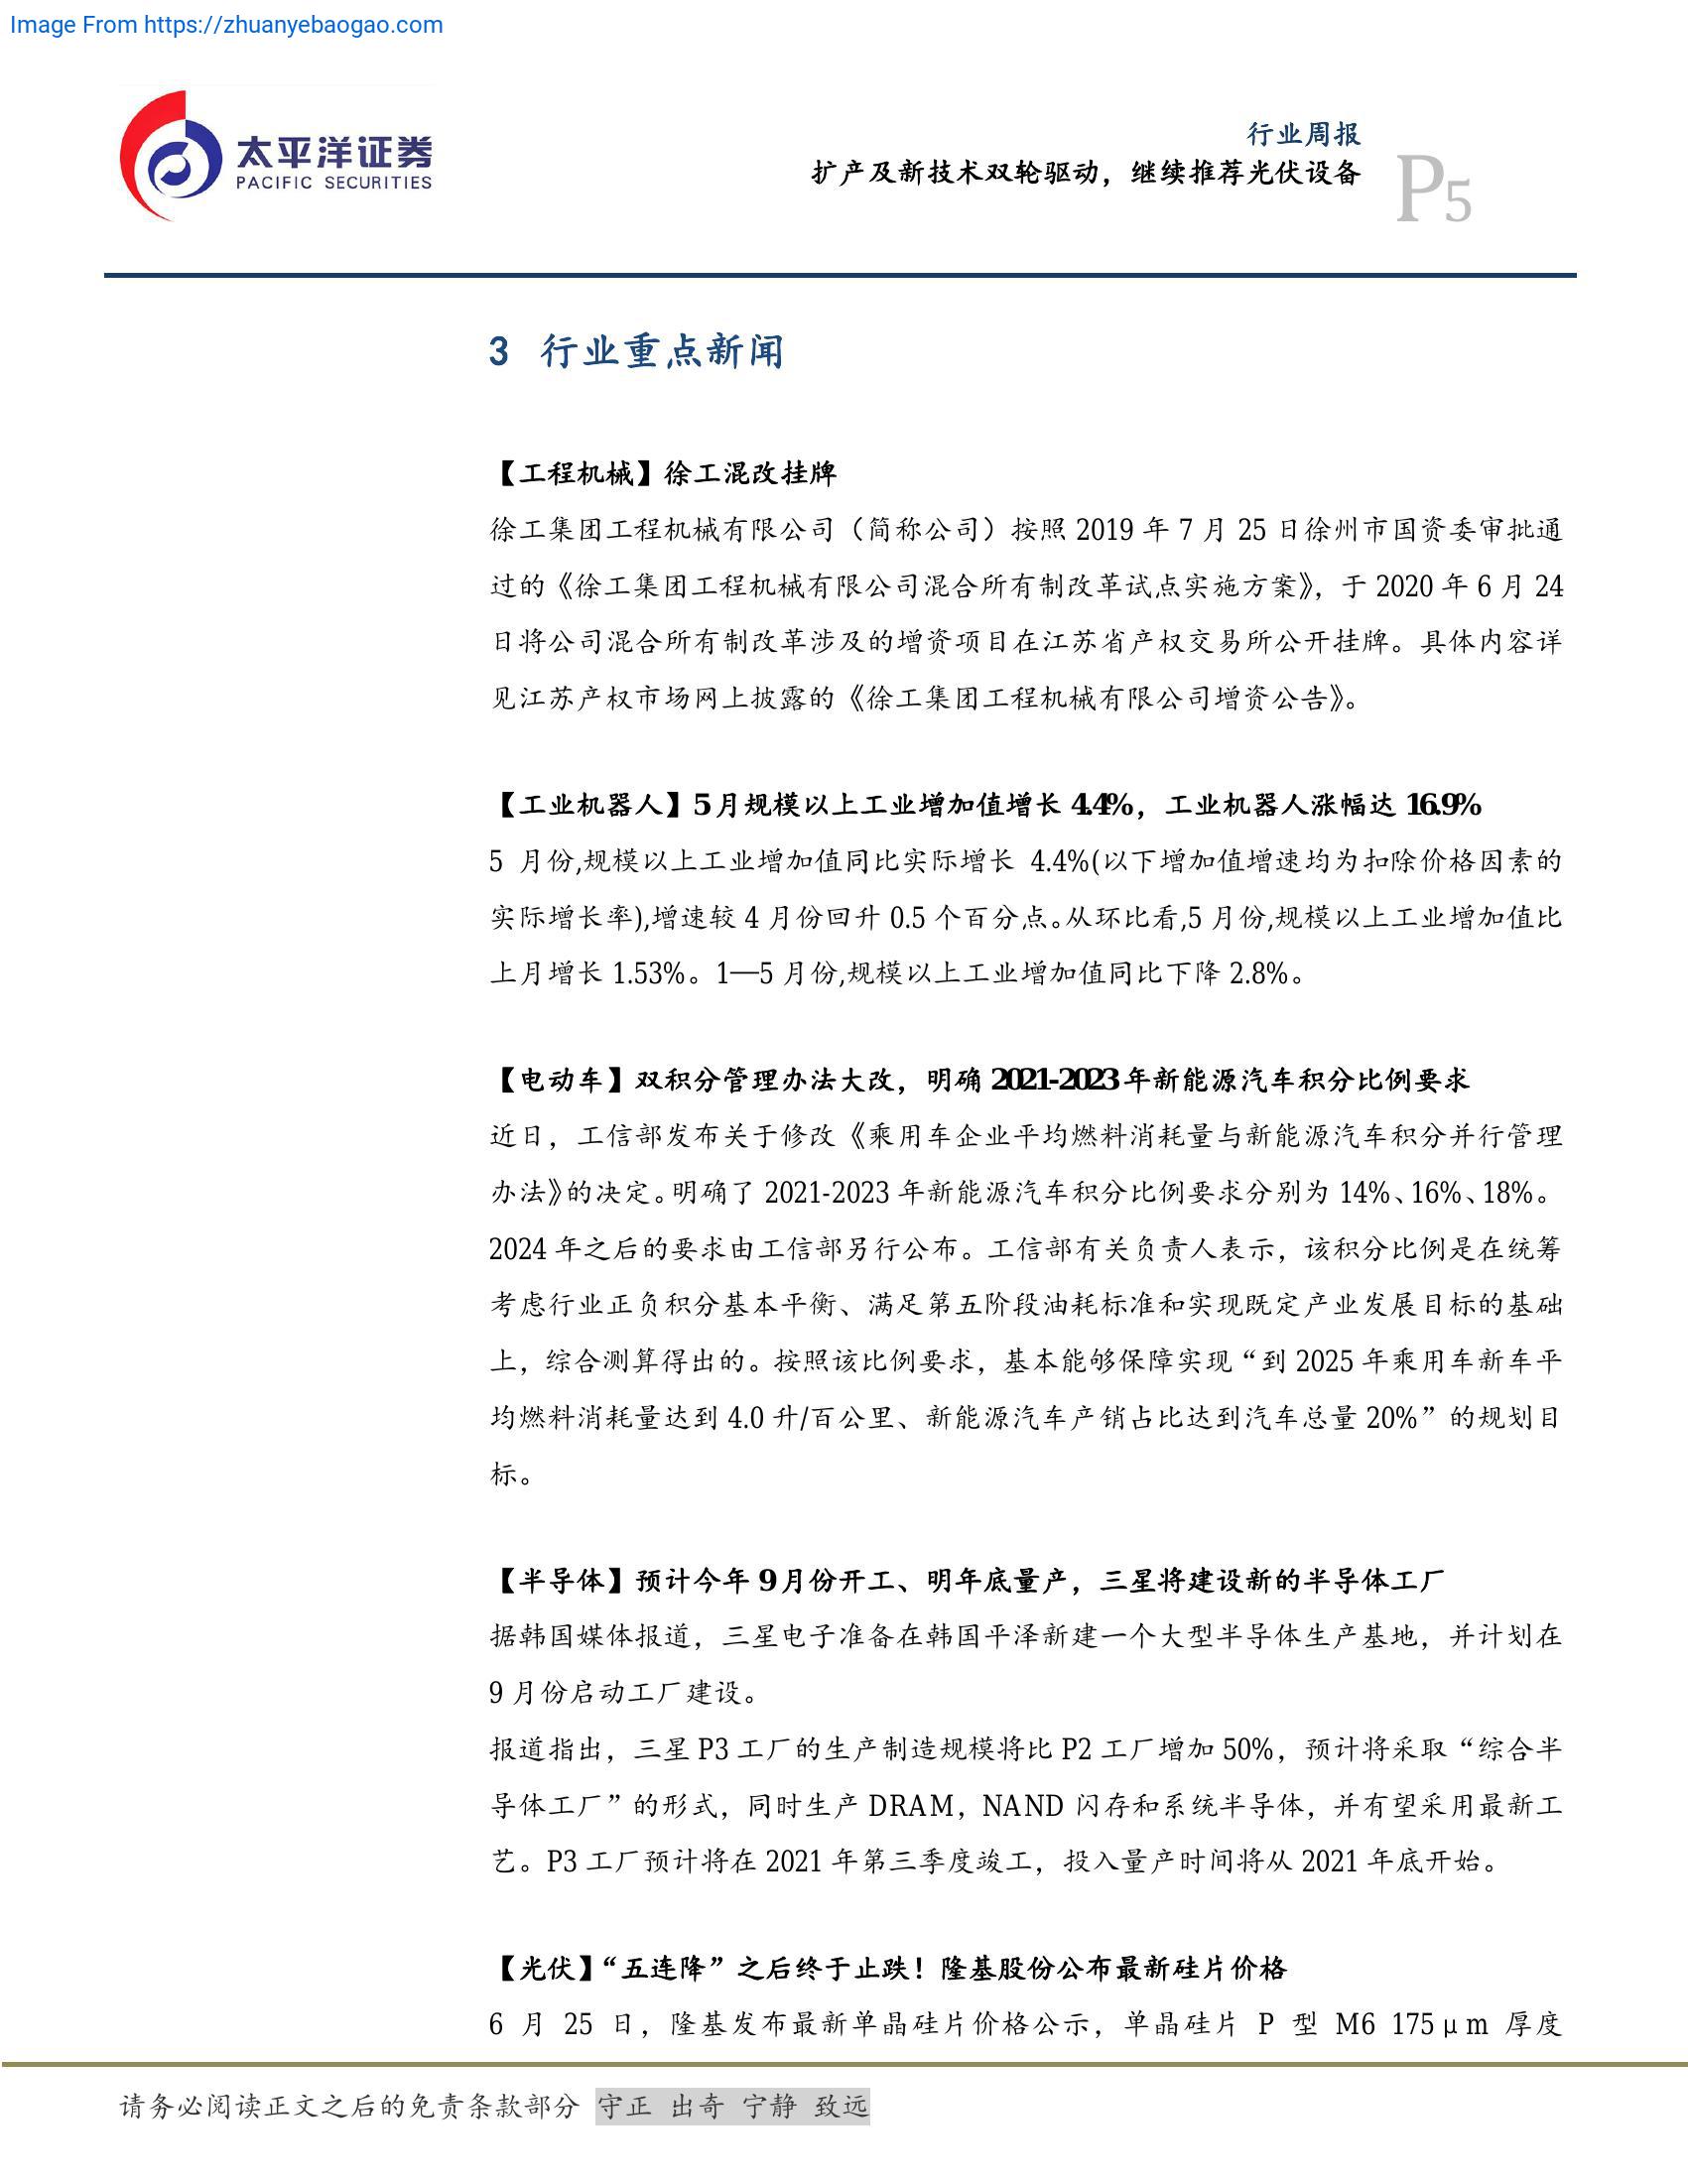 Image From https://zhuanyebaogao.com
太平洋证券
PACIFIC SECURITIES
行业周报
扩产及新技术双轮驱动，继续推荐光伏设备
P5
3 行业重点新闻
【工程机械】徐工混改挂牌
徐工集团工程机械有限公司（简称公司）按照 2019 年 7 月 25 日徐州市国资委审批通
过的《徐工集团工程机械有限公司混合所有制改革试点实施方案》，于 2020 年 6 月 24
日将公司混合所有制改革涉及的增资项目在江苏省产权交易所公开挂牌。具体内容详
见江苏产权市场网上披露的《徐工集团工程机械有限公司增资公告》。
【工业机器人】5 月规模以上工业增加值增长 4.4%，工业机器人涨幅达 16.9%
5 月份,规模以上工业增加值同比实际增长 4.4%(以下增加值增速均为扣除价格因素的
实际增长率),增速较 4 月份回升 0.5 个百分点。从环比看,5 月份,规模以上工业增加值比
上月增长 1.53%。1—5 月份,规模以上工业增加值同比下降 2.8%。
【电动车】双积分管理办法大改，明确 2021-2023 年新能源汽车积分比例要求
近日，工信部发布关于修改《乘用车企业平均燃料消耗量与新能源汽车积分并行管理
办法》的决定。明确了 2021-2023 年新能源汽车积分比例要求分别为 14%、16%、18%。
2024 年之后的要求由工信部另行公布。工信部有关负责人表示，该积分比例是在统筹
考虑行业正负积分基本平衡、满足第五阶段油耗标准和实现既定产业发展目标的基础
上，综合测算得出的。按照该比例要求，基本能够保障实现“到 2025 年乘用车新车平
均燃料消耗量达到 4.0 升/百公里、新能源汽车产销占比达到汽车总量 20%”的规划目
标。
【半导体】预计今年 9 月份开工、明年底量产，三星将建设新的半导体工厂
据韩国媒体报道，三星电子准备在韩国平泽新建一个大型半导体生产基地，并计划在
9 月份启动工厂建设。
报道指出，三星 P3 工厂的生产制造规模将比 P2 工厂增加 50%，预计将采取“综合半
导体工厂”的形式，同时生产 DRAM，NAND 闪存和系统半导体，并有望采用最新工
艺。P3 工厂预计将在 2021 年第三季度竣工，投入量产时间将从 2021 年底开始。
【光伏】“五连降”之后终于止跌！隆基股份公布最新硅片价格
6 月 25 日，隆基发布最新单晶硅片价格公示，单晶硅片 P 型 M6 175μm 厚度
请务必阅读正文之后的免责条款部分 守正 出奇 宁静 致远